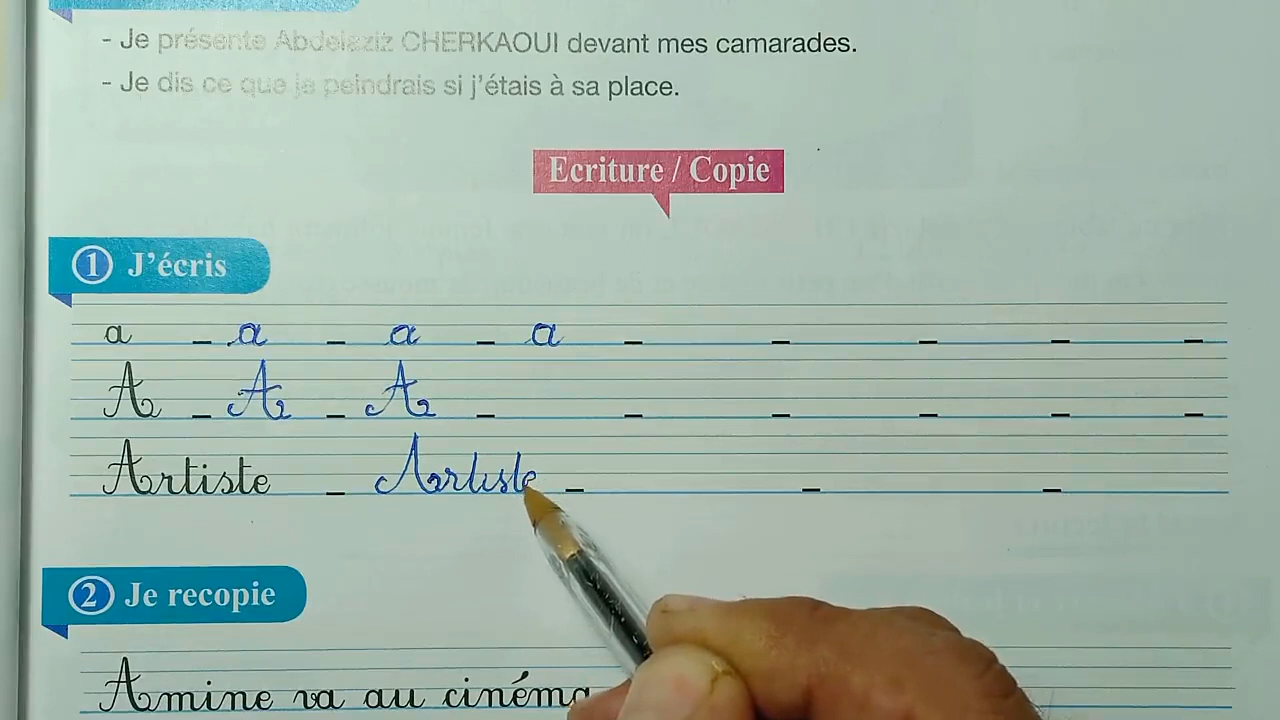 - Je présente Abdelaziz CHERKAOUI devant mes camarades.
- Je dis ce que je peindrais si j'étais à sa place.
Ecriture / Copie
1 J'écris
a _ a _ a _ a _ _ _ _ _
A _ A _ A _ _ _ _ _ _
Artiste _ Artiste _ _ _
2 Je recopie
Amine va au cinéma